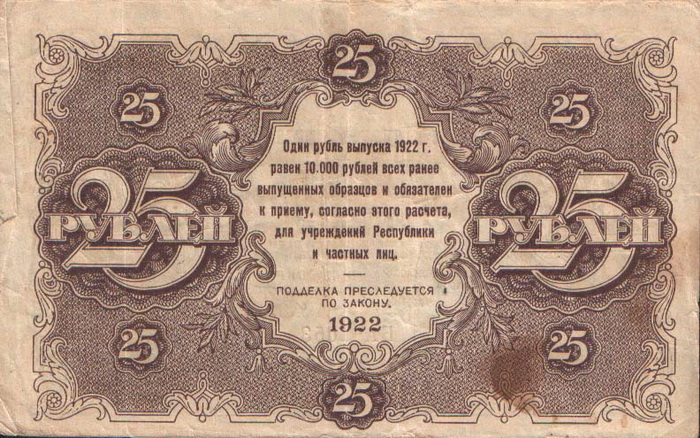 25
25
25
25
РУБЛЕЙ
25
РУБЛЕЙ
Один рубль выпуска 1922 г.
равен 10.000 рублей всех ранее
выпущенных образцов и обязателен
к приему, согласно этого расчета,
для учреждений Республики
и частных лиц.
ПОДДЕЛКА ПРЕСЛЕДУЕТСЯ
ПО ЗАКОНУ.
1922
25
25
25